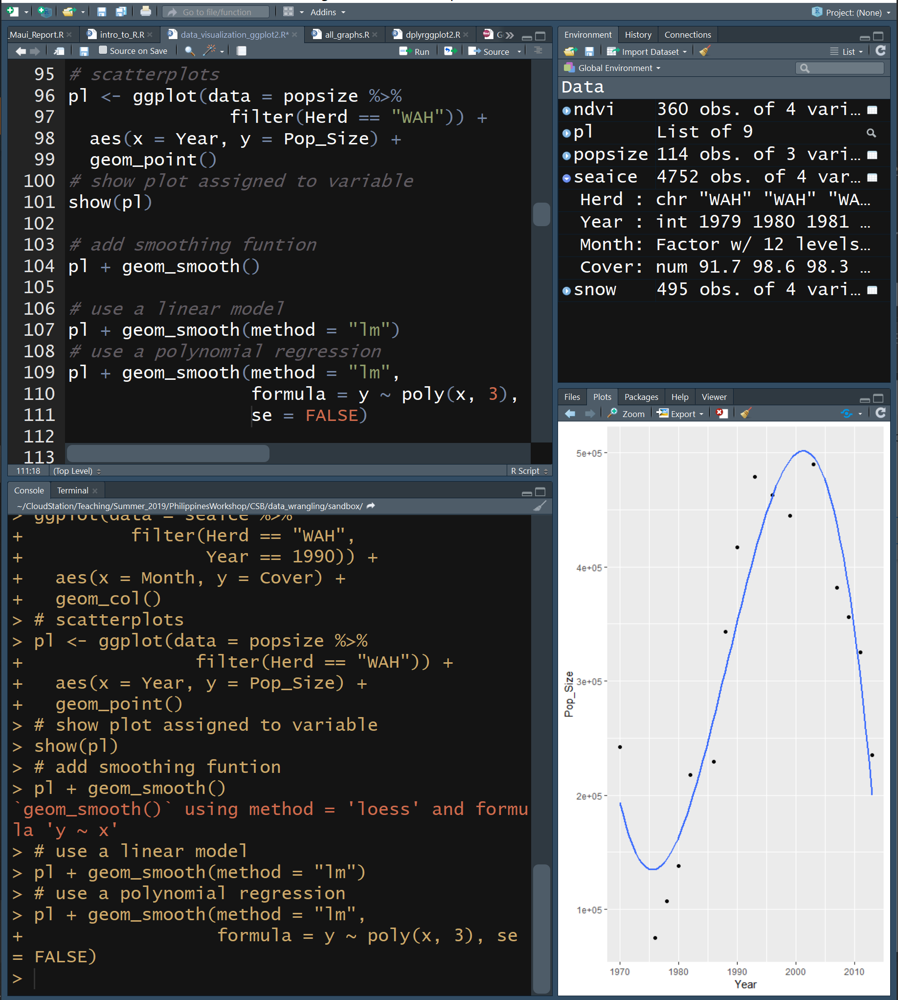 Go to file/function
Addins
Project: (None)
_Maui_Report.R
intro_to_R.R
data_visualization_ggplot2.R*
all_graphs.R
dplyrggplot2.R
Source on Save
Run
Source
95 # scatterplots
96 pl <- ggplot(data = popsize %>%
97 filter(Herd == "WAH")) +
98 aes(x = Year, y = Pop_Size) +
99 geom_point()
100 # show plot assigned to variable
101 show(pl)
102
103 # add smoothing funtion
104 pl + geom_smooth()
105
106 # use a linear model
107 pl + geom_smooth(method = "lm")
108 # use a polynomial regression
109 pl + geom_smooth(method = "lm",
110 formula = y ~ poly(x, 3),
111 se = FALSE)
112
113
111:18 (Top Level) R Script
Console Terminal
~/CloudStation/Teaching/Summer_2019/PhilippinesWorkshop/CSB/data_wrangling/sandbox/
> ggplot(data = seaice %>%
+ filter(Herd == "WAH",
+ Year == 1990)) +
+ aes(x = Month, y = Cover) +
+ geom_col()
> # scatterplots
> pl <- ggplot(data = popsize %>%
+ filter(Herd == "WAH")) +
+ aes(x = Year, y = Pop_Size) +
+ geom_point()
> # show plot assigned to variable
> show(pl)
> # add smoothing funtion
> pl + geom_smooth()
`geom_smooth()` using method = 'loess' and formu
la 'y ~ x'
> # use a linear model
> pl + geom_smooth(method = "lm")
> # use a polynomial regression
> pl + geom_smooth(method = "lm",
+ formula = y ~ poly(x, 3), se
= FALSE)
>
Environment History Connections
Import Dataset List
Global Environment
Data
ndvi 360 obs. of 4 vari…
pl List of 9
popsize 114 obs. of 3 vari…
seaice 4752 obs. of 4 var…
Herd : chr "WAH" "WAH" "WA…
Year : int 1979 1980 1981 …
Month: Factor w/ 12 levels…
Cover: num 91.7 98.6 98.3 …
snow 495 obs. of 4 vari…
Files Plots Packages Help Viewer
Zoom Export
5e+05
4e+05
3e+05
2e+05
1e+05
Pop_Size
1970 1980 1990 2000 2010
Year